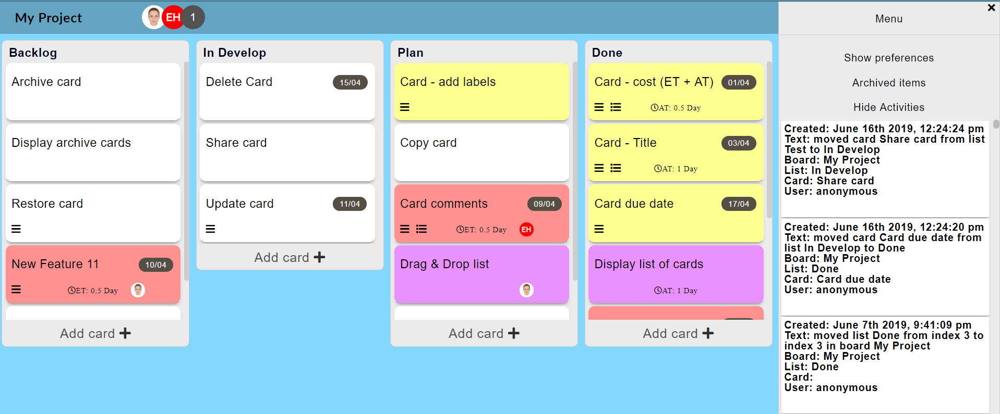 My Project
EH
1
Backlog
Archive card
Display archive cards
Restore card
New Feature 11
10/04
ET: 0.5 Day
Add card
In Develop
Delete Card
15/04
Share card
Update card
11/04
Add card
Plan
Card - add labels
Copy card
Card comments
09/04
ET: 0.5 Day
EH
Drag & Drop list
Add card
Done
Card - cost (ET + AT)
01/04
AT: 0.5 Day
Card - Title
03/04
AT: 1 Day
Card due date
17/04
Display list of cards
AT: 1 Day
Add card
Menu
Show preferences
Archived items
Hide Activities
Created: June 16th 2019, 12:24:24 pm
Text: moved card Share card from list
Test to In Develop
Board: My Project
List: In Develop
Card: Share card
User: anonymous
Created: June 16th 2019, 12:24:20 pm
Text: moved card Card due date from
list In Develop to Done
Board: My Project
List: Done
Card: Card due date
User: anonymous
Created: June 7th 2019, 9:41:09 pm
Text: moved list Done from index 3 to
index 3 in board My Project
Board: My Project
List: Done
Card:
User: anonymous